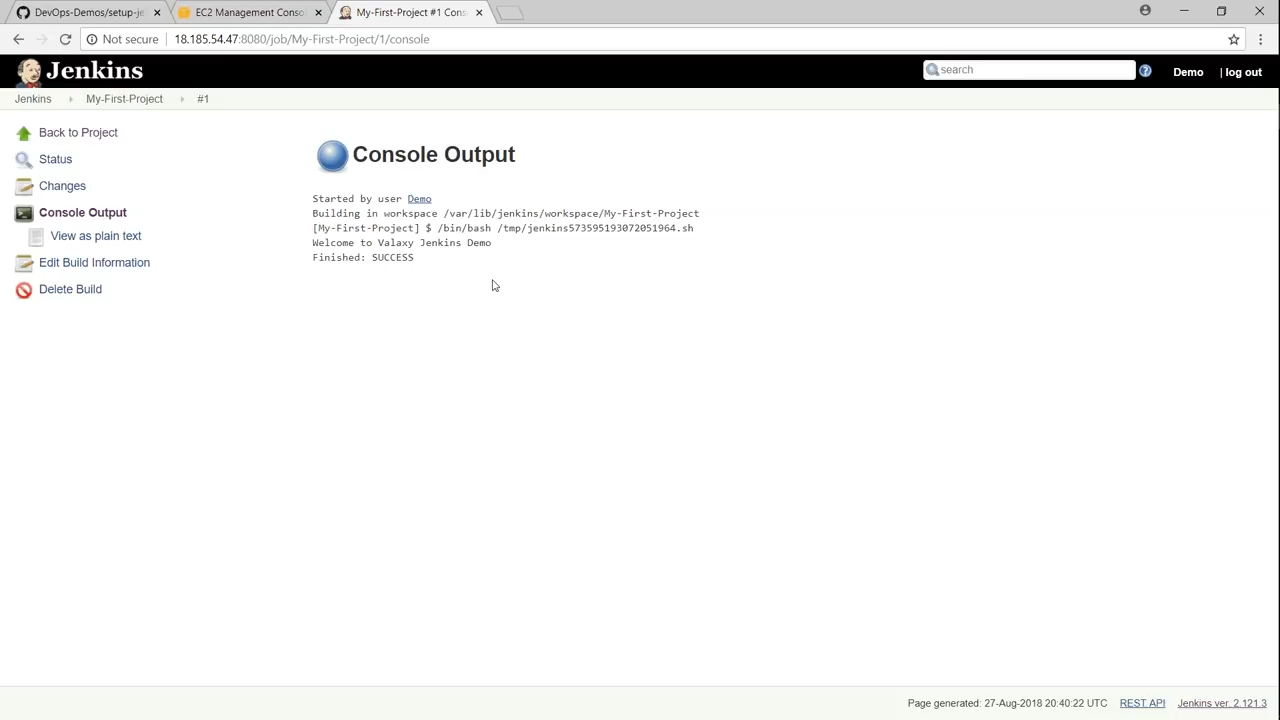 DevOps-Demos/setup-je
EC2 Management Conso
My-First-Project #1 Cons
Not secure
18.185.54.47:8080/job/My-First-Project/1/console
Jenkins
search
Demo
| log out
Jenkins
My-First-Project
#1
Back to Project
Status
Changes
Console Output
View as plain text
Edit Build Information
Delete Build
Console Output
Started by user Demo
Building in workspace /var/lib/jenkins/workspace/My-First-Project
[My-First-Project] $ /bin/bash /tmp/jenkins573595193072051964.sh
Welcome to Valaxy Jenkins Demo
Finished: SUCCESS
Page generated: 27-Aug-2018 20:40:22 UTC
REST API
Jenkins ver. 2.121.3